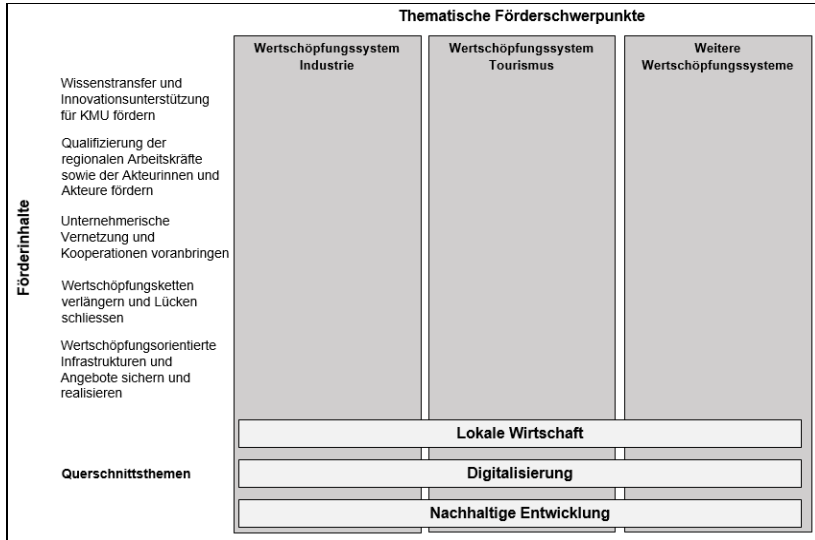 Thematische Förderschwerpunkte
Wertschöpfungssystem
Industrie
Wertschöpfungssystem
Tourismus
Weitere
Wertschöpfungssysteme
Förderinhalte
Wissenstransfer und
Innovationsunterstützung
für KMU fördern
Qualifizierung der
regionalen Arbeitskräfte
sowie der Akteurinnen und
Akteure fördern
Unternehmerische
Vernetzung und
Kooperationen voranbringen
Wertschöpfungsketten
verlängern und Lücken
schliessen
Wertschöpfungsorientierte
Infrastrukturen und
Angebote sichern und
realisieren
Querschnittsthemen
Lokale Wirtschaft
Digitalisierung
Nachhaltige Entwicklung